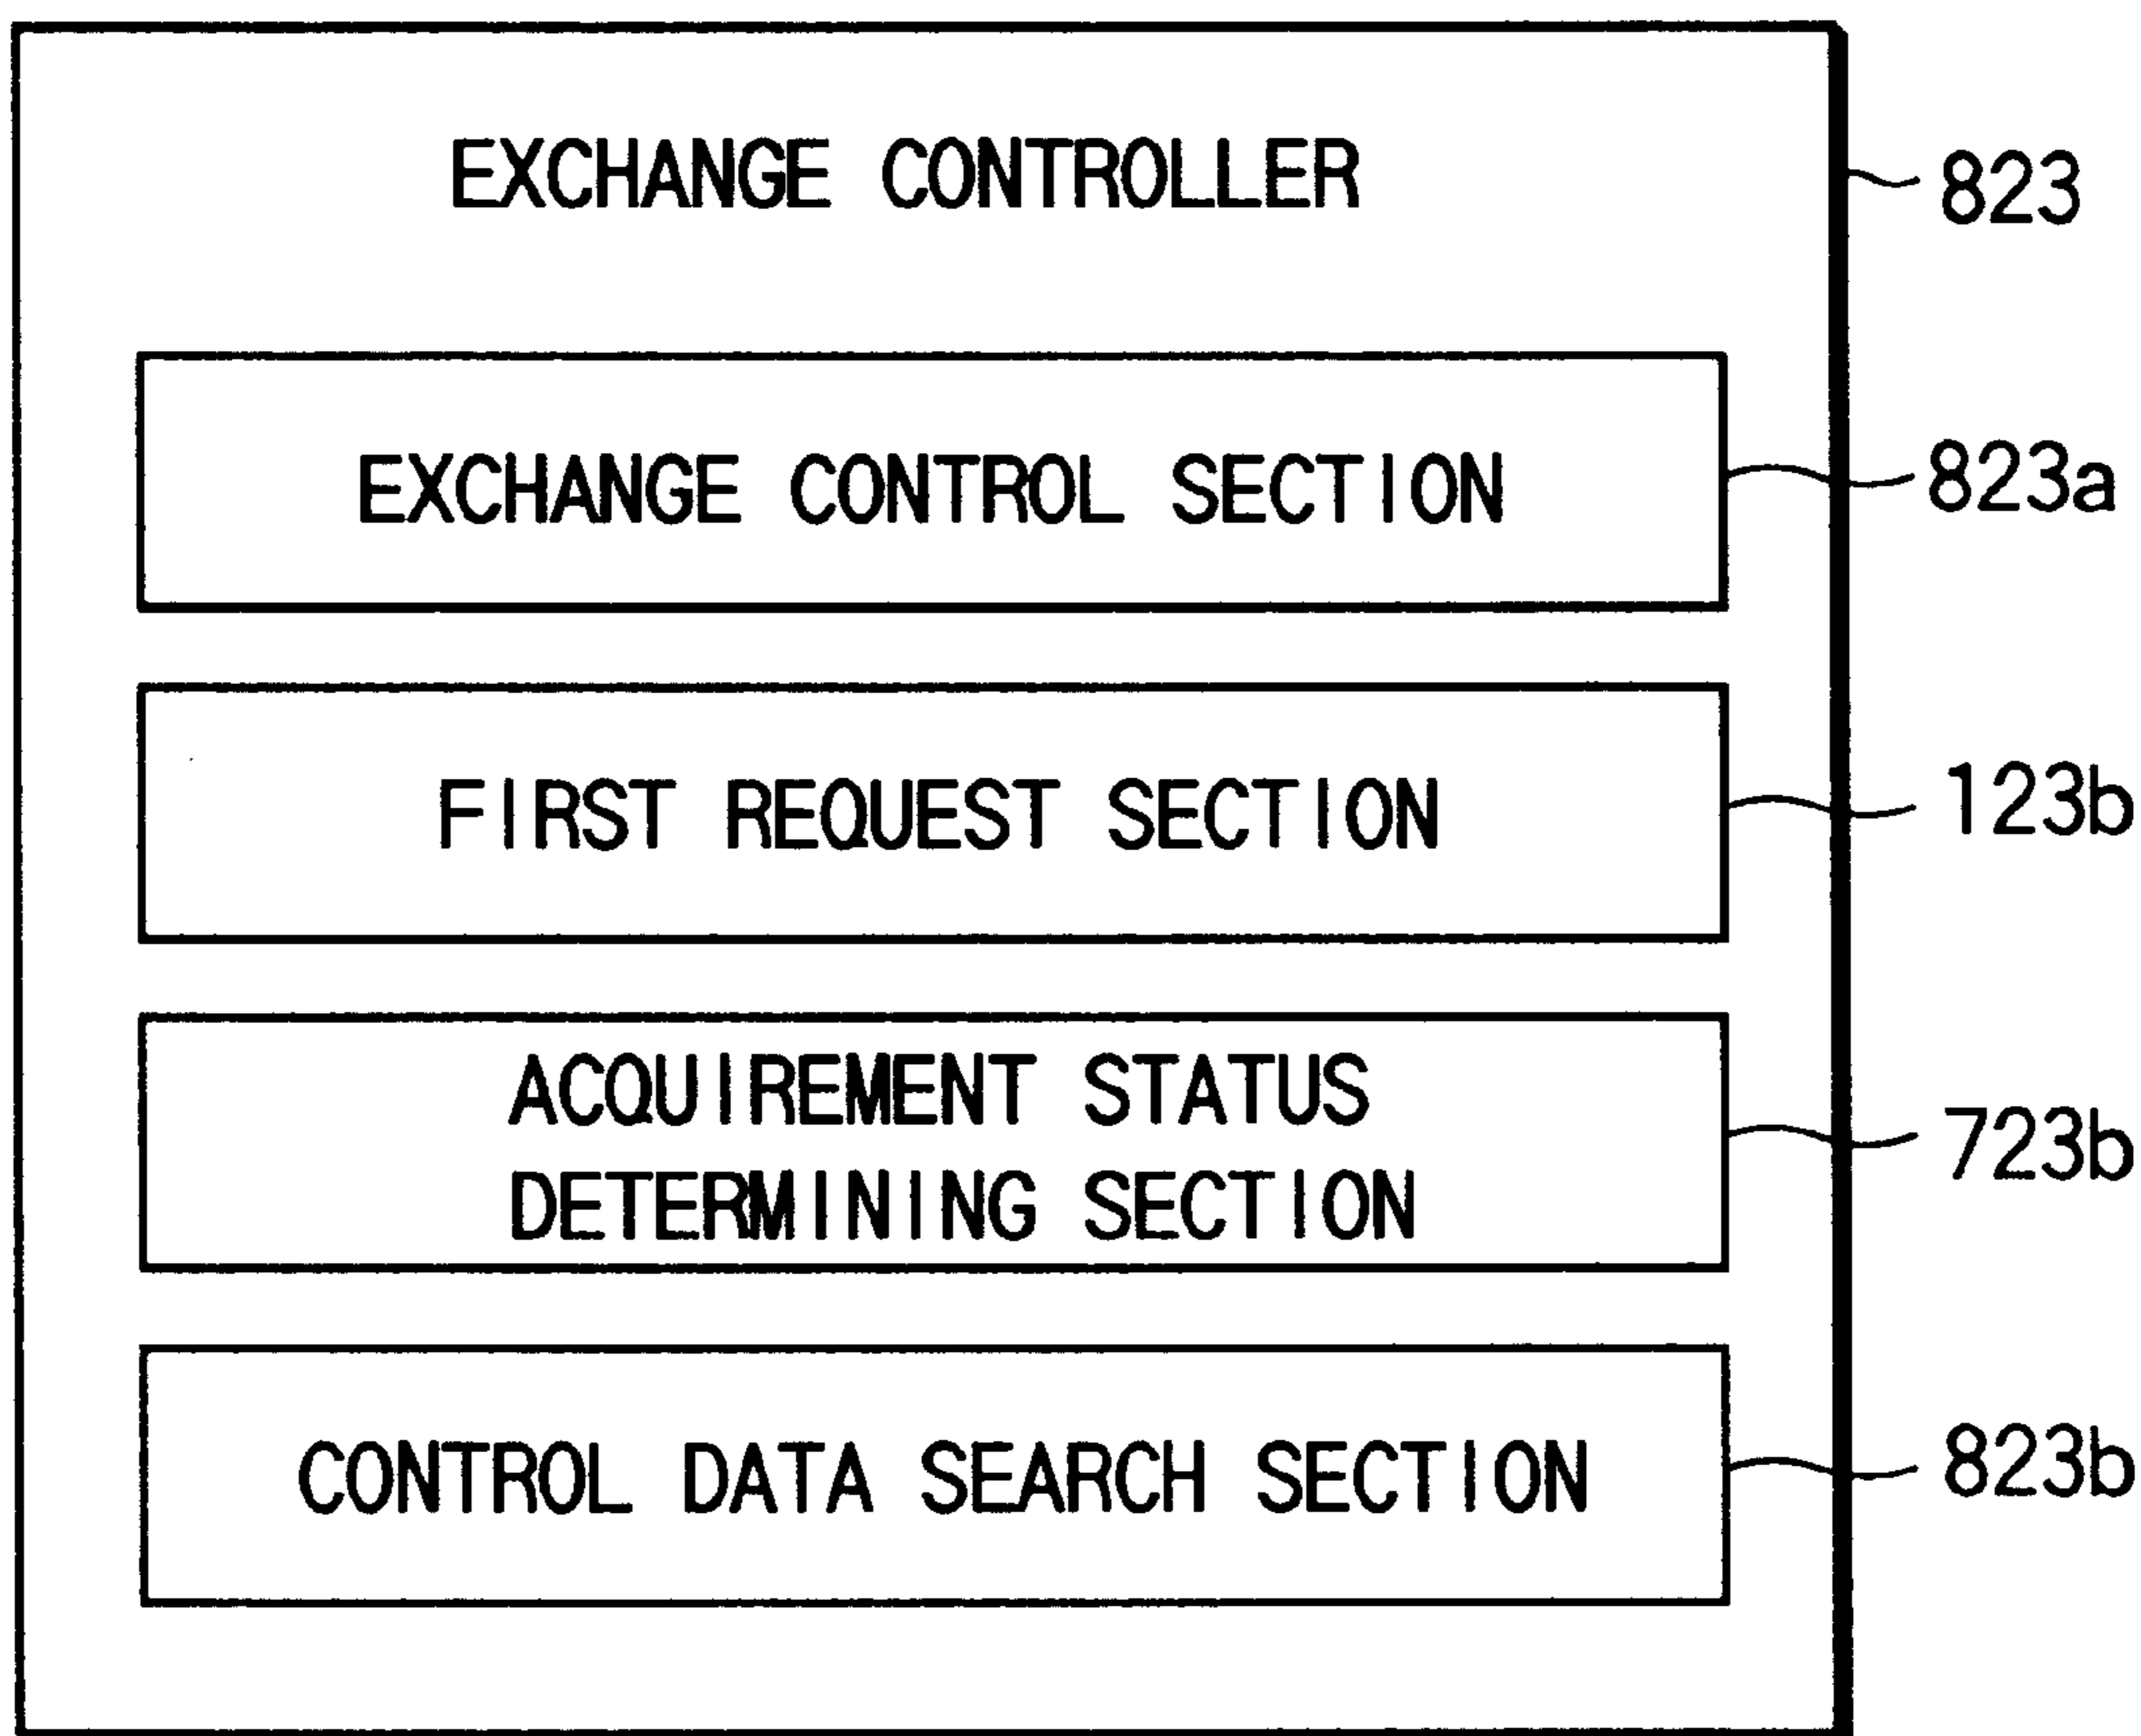 EXCHANGE CONTROLLER
823
EXCHANGE CONTROL SECTION
823a
FIRST REQUEST SECTION
123b
ACQUIREMENT STATUS
DETERMINING SECTION
723b
CONTROL DATA SEARCH SECTION
823b